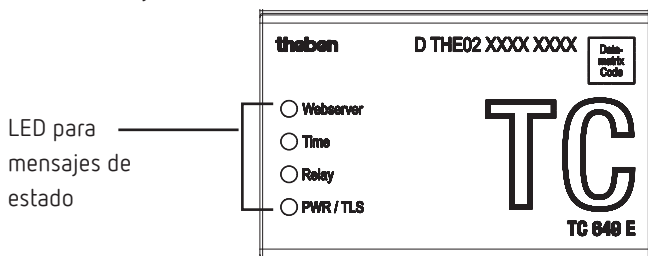 theben
D THE02 XXXX XXXX
Data-
matrix
Code
LED para
mensajes de
estado
Webserver
Time
Relay
PWR / TLS
TC
TC 649 E